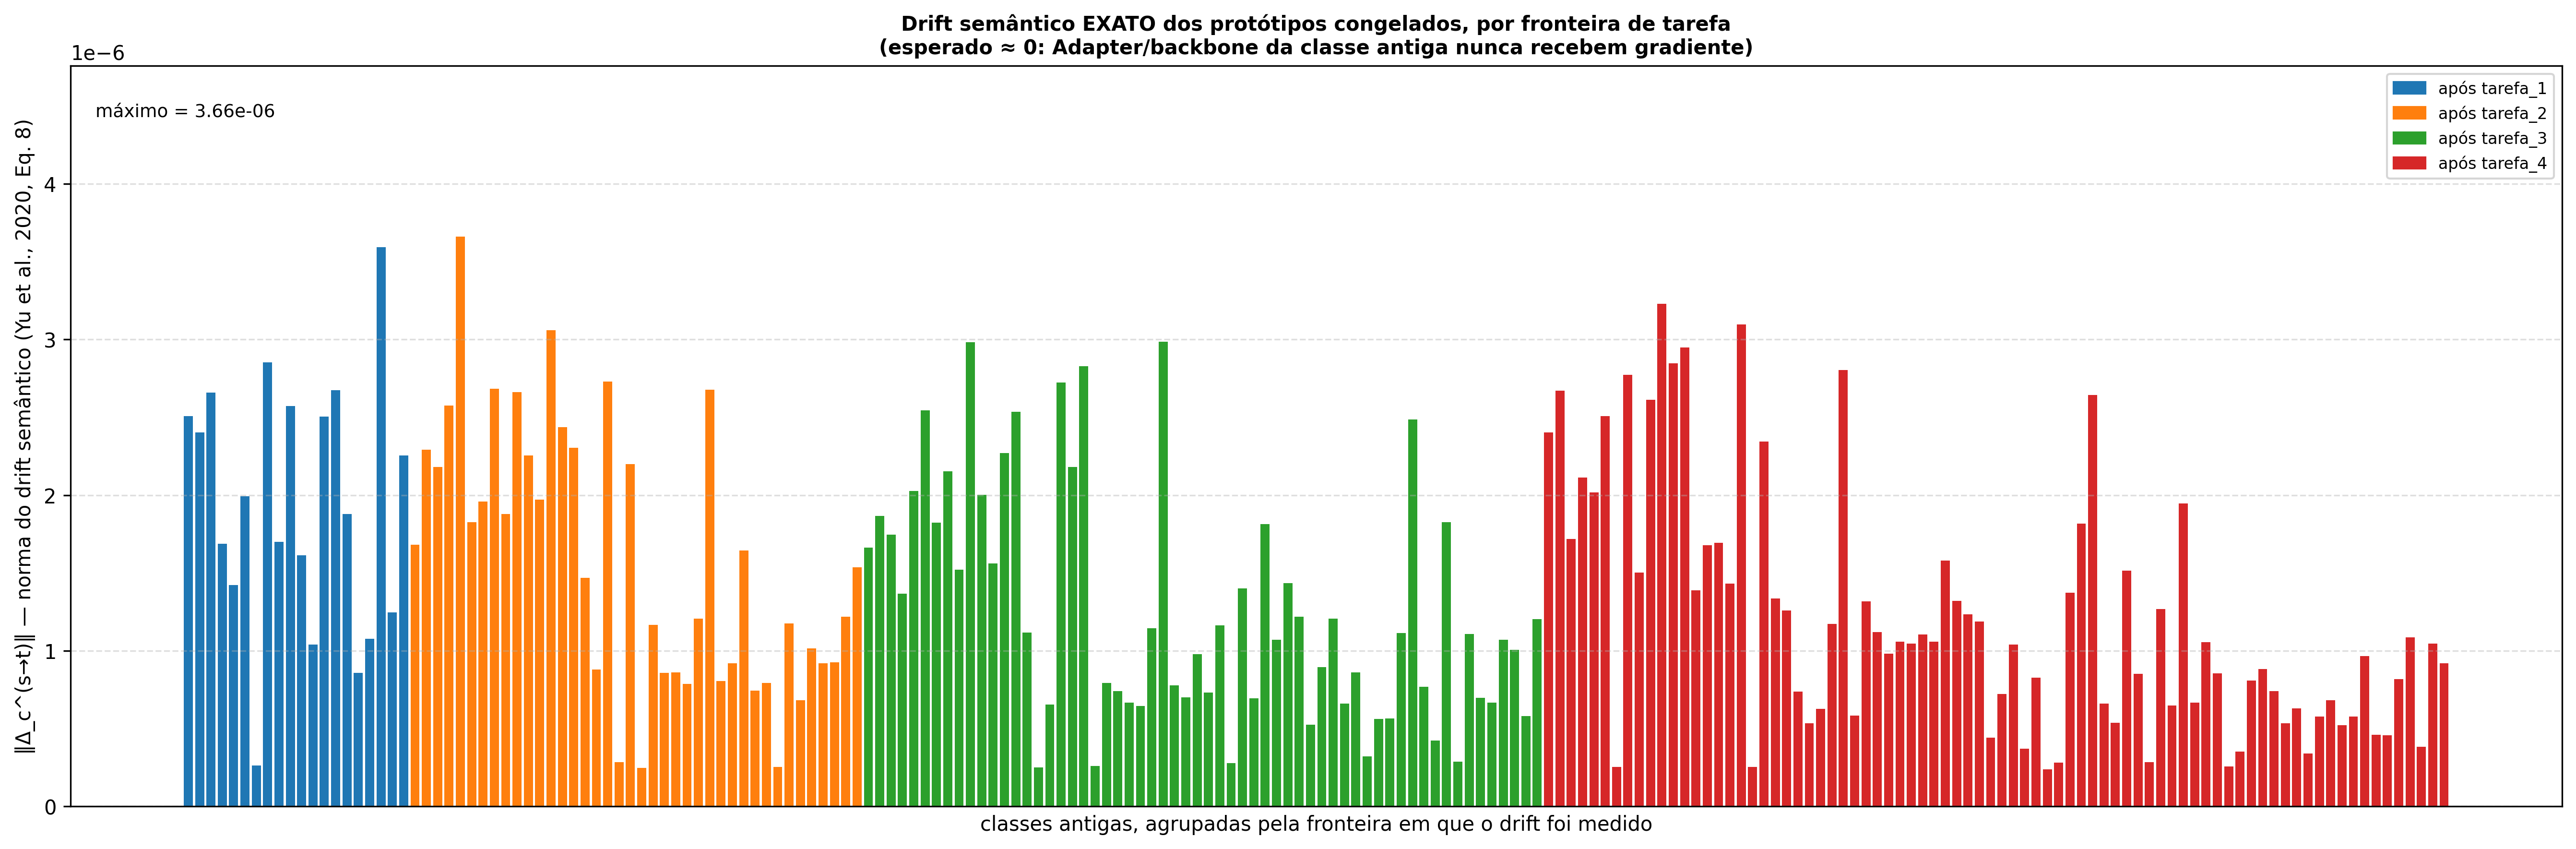 Drift semântico EXATO dos protótipos congelados, por fronteira de tarefa
(esperado ≈ 0: Adapter/backbone da classe antiga nunca recebem gradiente)
1e−6
máximo = 3.66e-06
após tarefa_1
após tarefa_2
após tarefa_3
após tarefa_4
‖Δ_c^(s→t)‖ — norma do drift semântico (Yu et al., 2020, Eq. 8)
4
3
2
1
0
classes antigas, agrupadas pela fronteira em que o drift foi medido